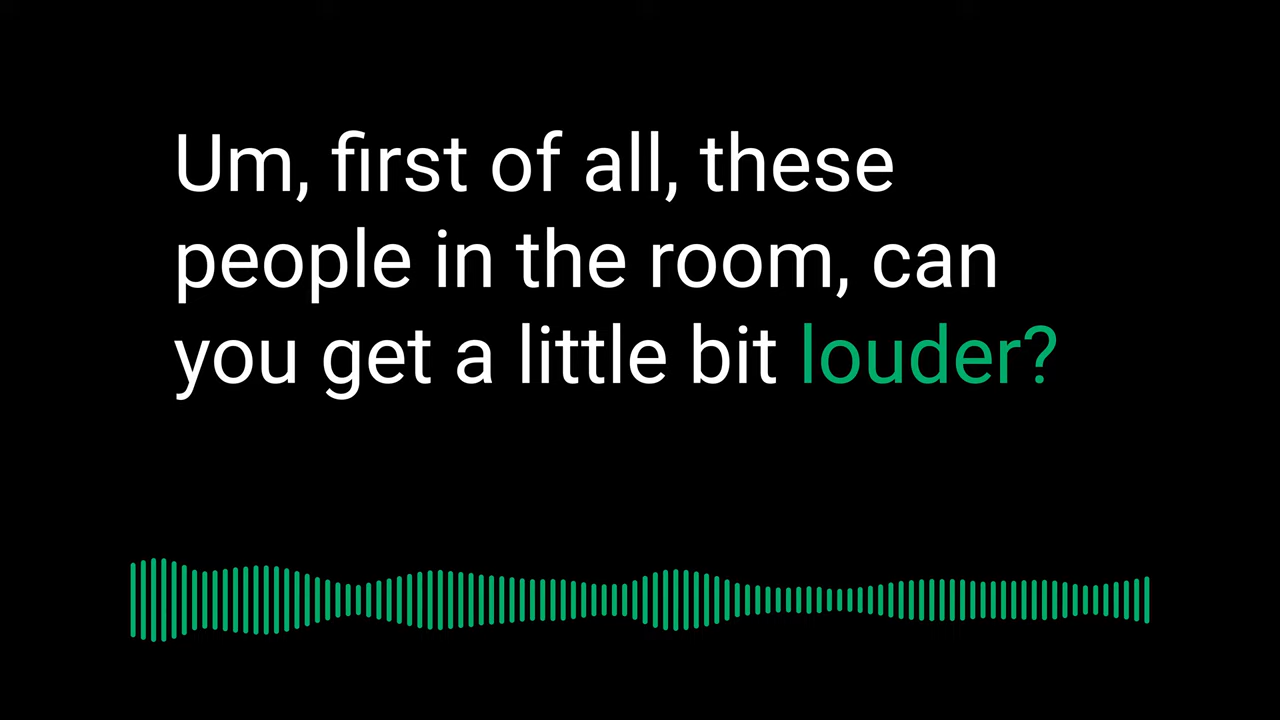 Um, first of all, these
people in the room, can
you get a little bit louder?